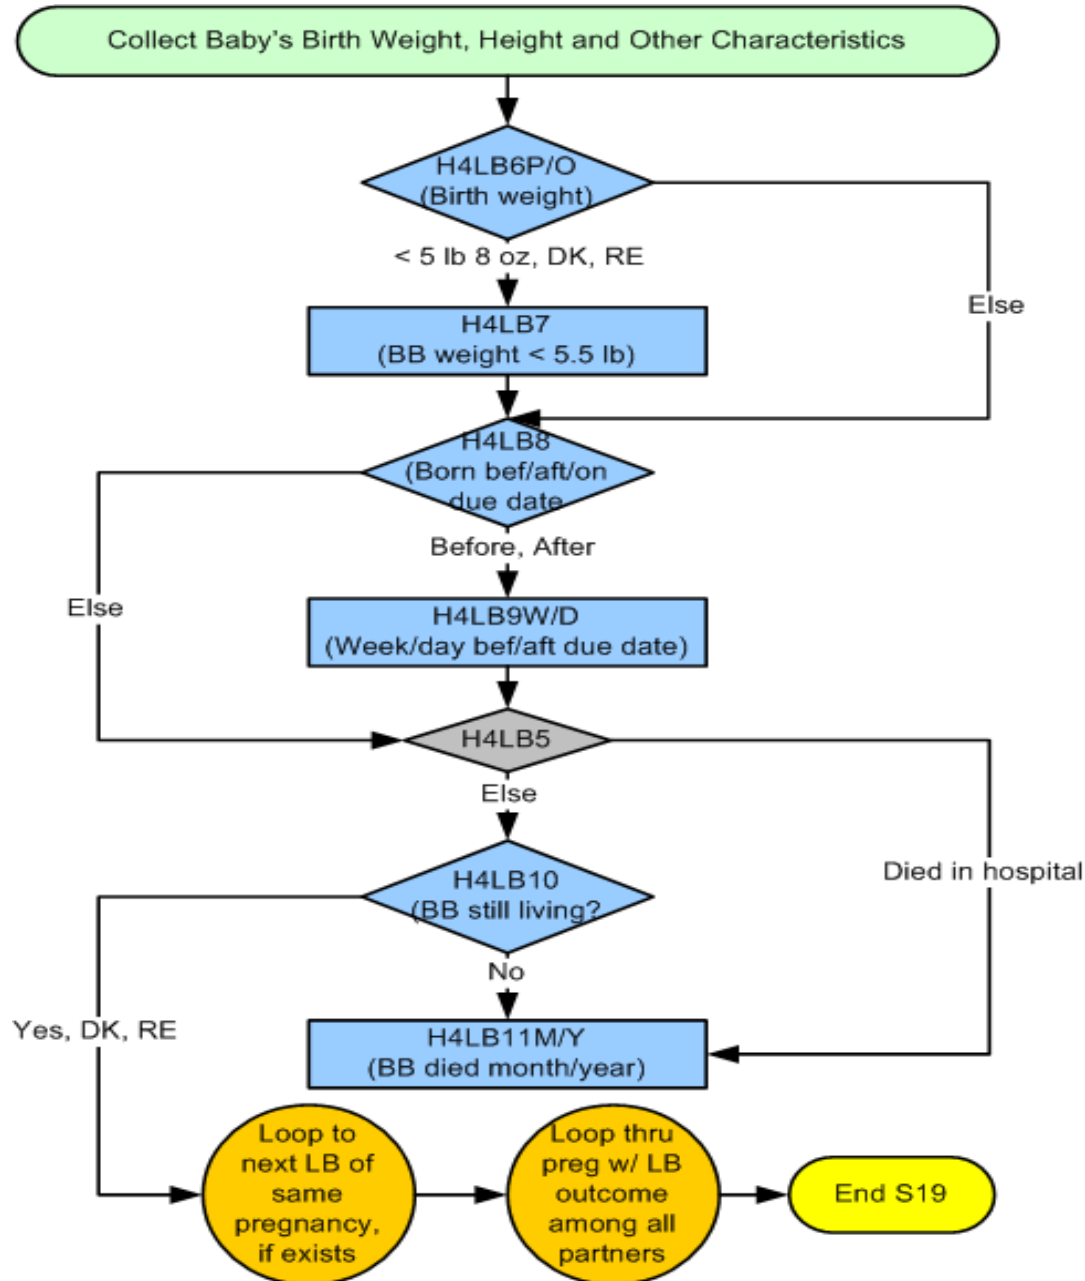 Collect Baby's Birth Weight, Height and Other Characteristics
H4LB6P/O
(Birth weight)
< 5 lb 8 oz, DK, RE
Else
H4LB7
(BB weight < 5.5 lb)
H4LB8
(Born bef/aft/on
due date
Before, After
Else
H4LB9W/D
(Week/day bef/aft due date)
H4LB5
Else
Died in hospital
H4LB10
(BB still living?
No
Yes, DK, RE
H4LB11M/Y
(BB died month/year)
Loop to
next LB of
same
pregnancy,
if exists
Loop thru
preg w/ LB
outcome
among all
partners
End S19